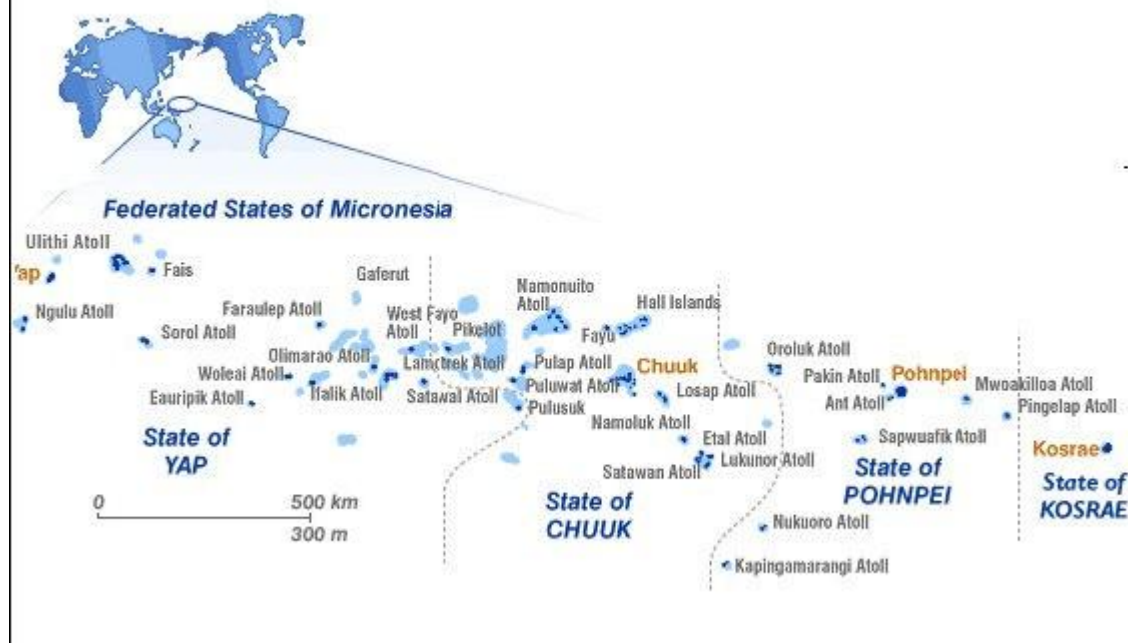 Federated States of Micronesia
Ulithi Atoll
Yap
Fais
Gaferut
Namonuito
Atoll
Hall Islands
Ngulu Atoll
Faraulep Atoll
West Fayo
Atoll
Pikelot
Fayu
Sorol Atoll
Olimarao Atoll
Lamotrek Atoll
Pulap Atoll
Chuuk
Oroluk Atoll
Woleai Atoll
Ifalik Atoll
Satawal Atoll
Puluwat Atoll
Losap Atoll
Pakin Atoll
Pohnpei
Mwoakilloa Atoll
Eauripik Atoll
Pulusuk
Ant Atoll
Pingelap Atoll
Namoluk Atoll
State of
YAP
Etal Atoll
Sapwuafik Atoll
Kosrae
Satawan Atoll
Lukunor Atoll
State of
POHNPEI
State of
KOSRAE
0 500 km
300 m
State of
CHUUK
Nukuoro Atoll
Kapingamarangi Atoll